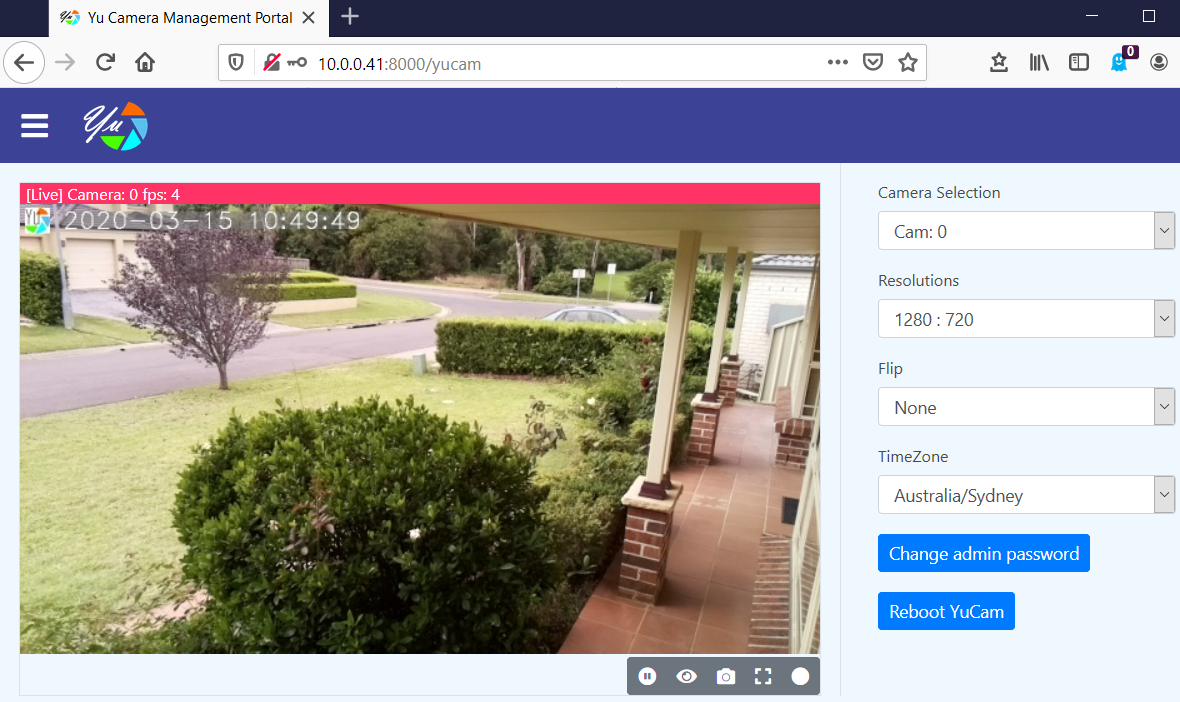 Yu Camera Management Portal
0
10.0.0.41:8000/yucam
Yu
[Live] Camera: 0 fps: 4
YU 2020-03-15 10:49:49
Camera Selection
Cam: 0
Resolutions
1280 : 720
Flip
None
TimeZone
Australia/Sydney
Change admin password
Reboot YuCam